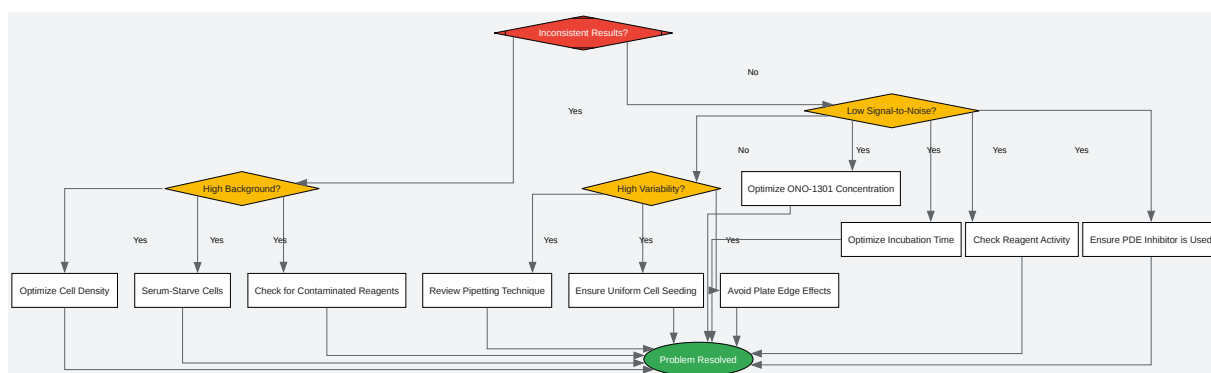 Inconsistent Results?
No
Yes
Low Signal-to-Noise?
No
Yes
Yes
Yes
Yes
High Background?
High Variability?
Optimize ONO-1301 Concentration
Yes
Yes
Yes
Yes
Yes
Yes
Optimize Incubation Time
Check Reagent Activity
Ensure PDE Inhibitor is Used
Optimize Cell Density
Serum-Starve Cells
Check for Contaminated Reagents
Review Pipetting Technique
Ensure Uniform Cell Seeding
Avoid Plate Edge Effects
Problem Resolved